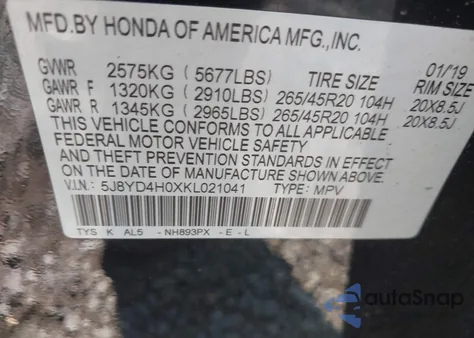 MFD.BY HONDA OF AMERICA MFG.,INC.
01/19
GVWR 2575KG (5677LBS) TIRE SIZE RIM SIZE
GAWR F 1320KG (2910LBS) 265/45R20 104H 20X8.5J
GAWR R 1345KG (2965LBS) 265/45R20 104H 20X8.5J
THIS VEHICLE CONFORMS TO ALL APPLICABLE
FEDERAL MOTOR VEHICLE SAFETY
AND THEFT PREVENTION STANDARDS IN EFFECT
ON THE DATE OF MANUFACTURE SHOWN ABOVE.
V.I.N.: 5J8YD4H0XKL021041 TYPE: MPV
TYS K AL5 - NH893PX - E - L
autoSnap